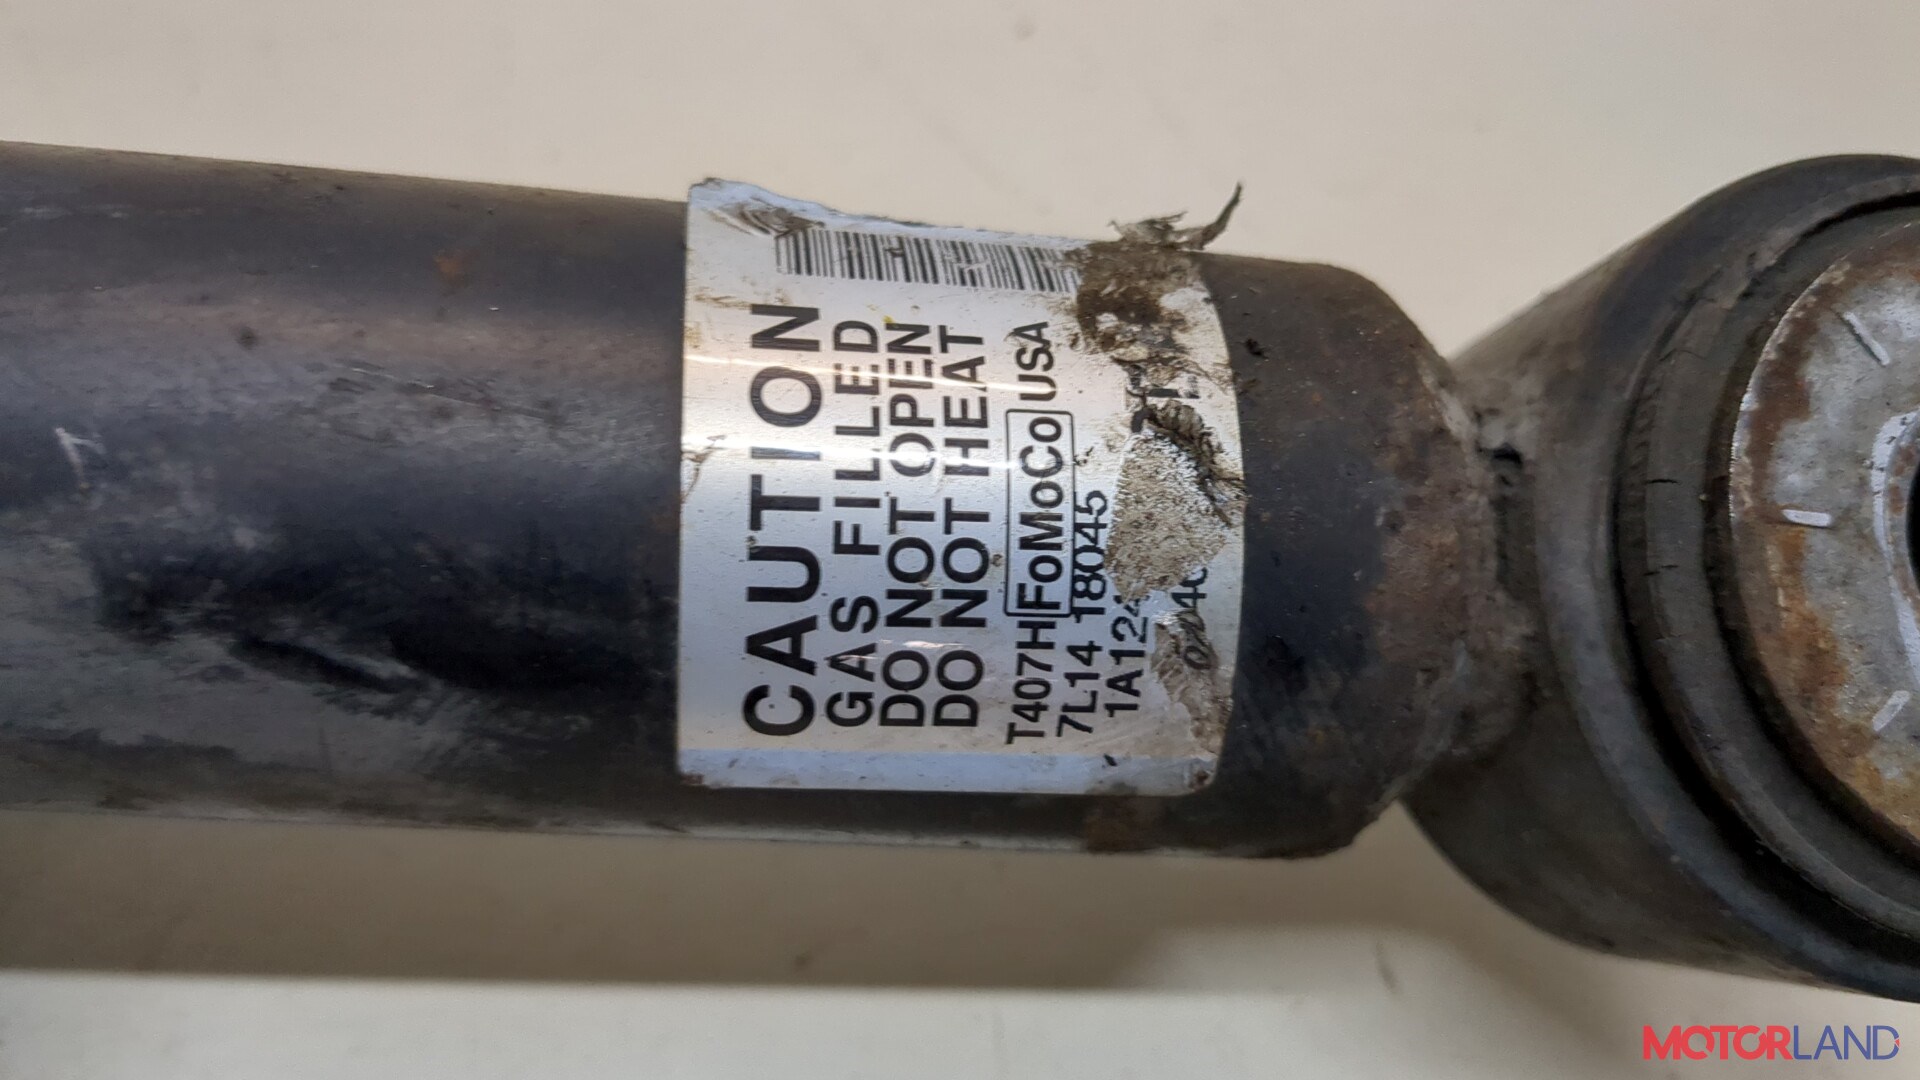 CAUTION
GAS FILLED
DO NOT OPEN
DO NOT HEAT
T407H FoMoCo USA
7L14 18045
MOTORLAND